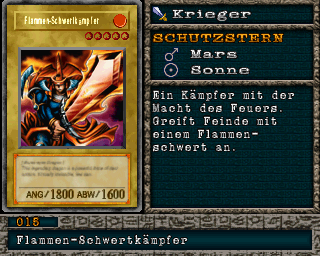 Flammen-Schwertkämpfer
ANG/1800 ABW/1600
Krieger
SCHUTZSTERN
Mars
Sonne
Ein Kämpfer mit der
Macht des Feuers.
Greift Feinde mit
einem Flammen-
schwert an.
015
Flammen-Schwertkämpfer